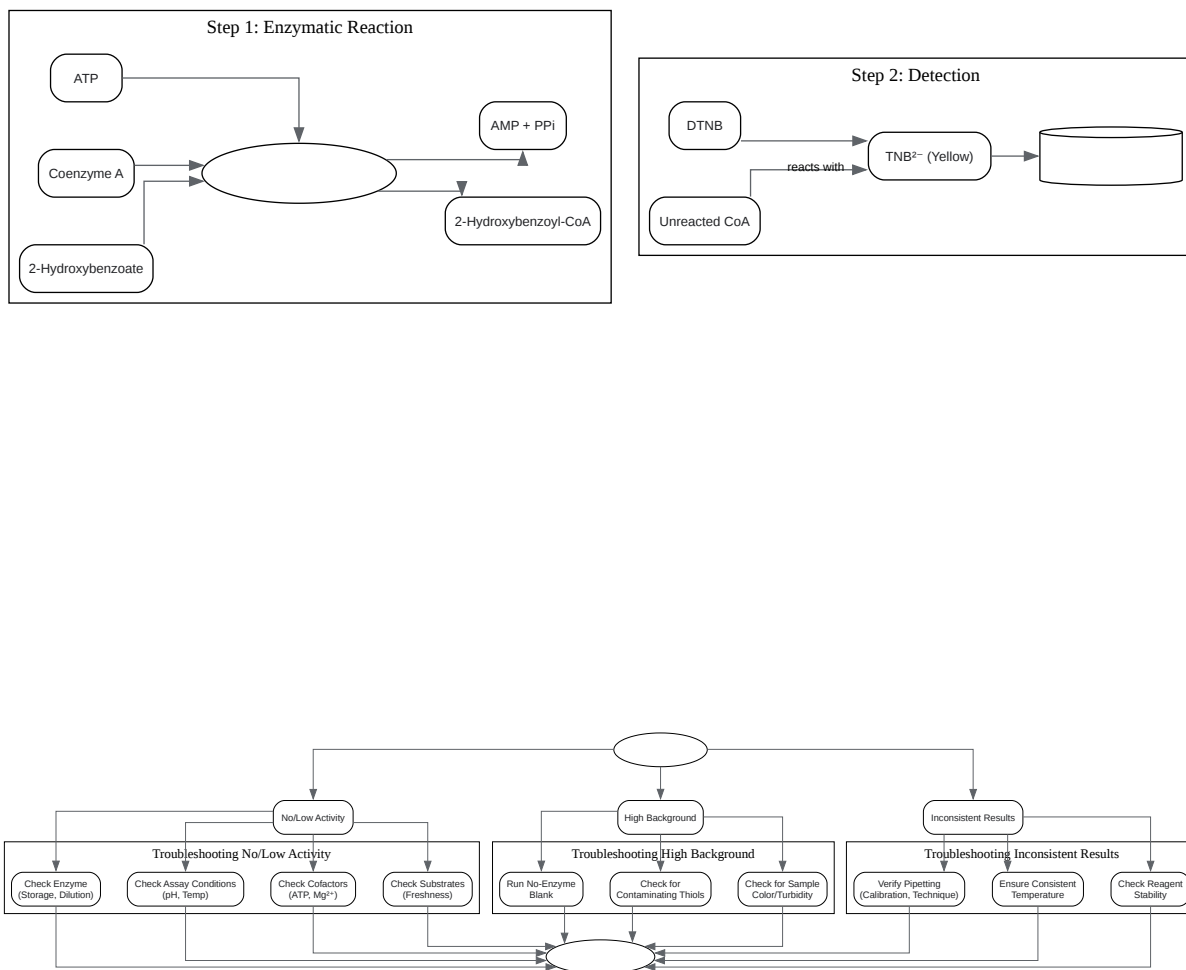 Step 1: Enzymatic Reaction
ATP
AMP + PPi
Coenzyme A
2-Hydroxybenzoyl-CoA
2-Hydroxybenzoate
Step 2: Detection
DTNB
TNB²⁻ (Yellow)
reacts with
Unreacted CoA
No/Low Activity
High Background
Inconsistent Results
Troubleshooting No/Low Activity
Check Enzyme
(Storage, Dilution)
Check Assay Conditions
(pH, Temp)
Check Cofactors
(ATP, Mg²⁺)
Check Substrates
(Freshness)
Troubleshooting High Background
Run No-Enzyme
Blank
Check for
Contaminating Thiols
Check for Sample
Color/Turbidity
Troubleshooting Inconsistent Results
Verify Pipetting
(Calibration, Technique)
Ensure Consistent
Temperature
Check Reagent
Stability